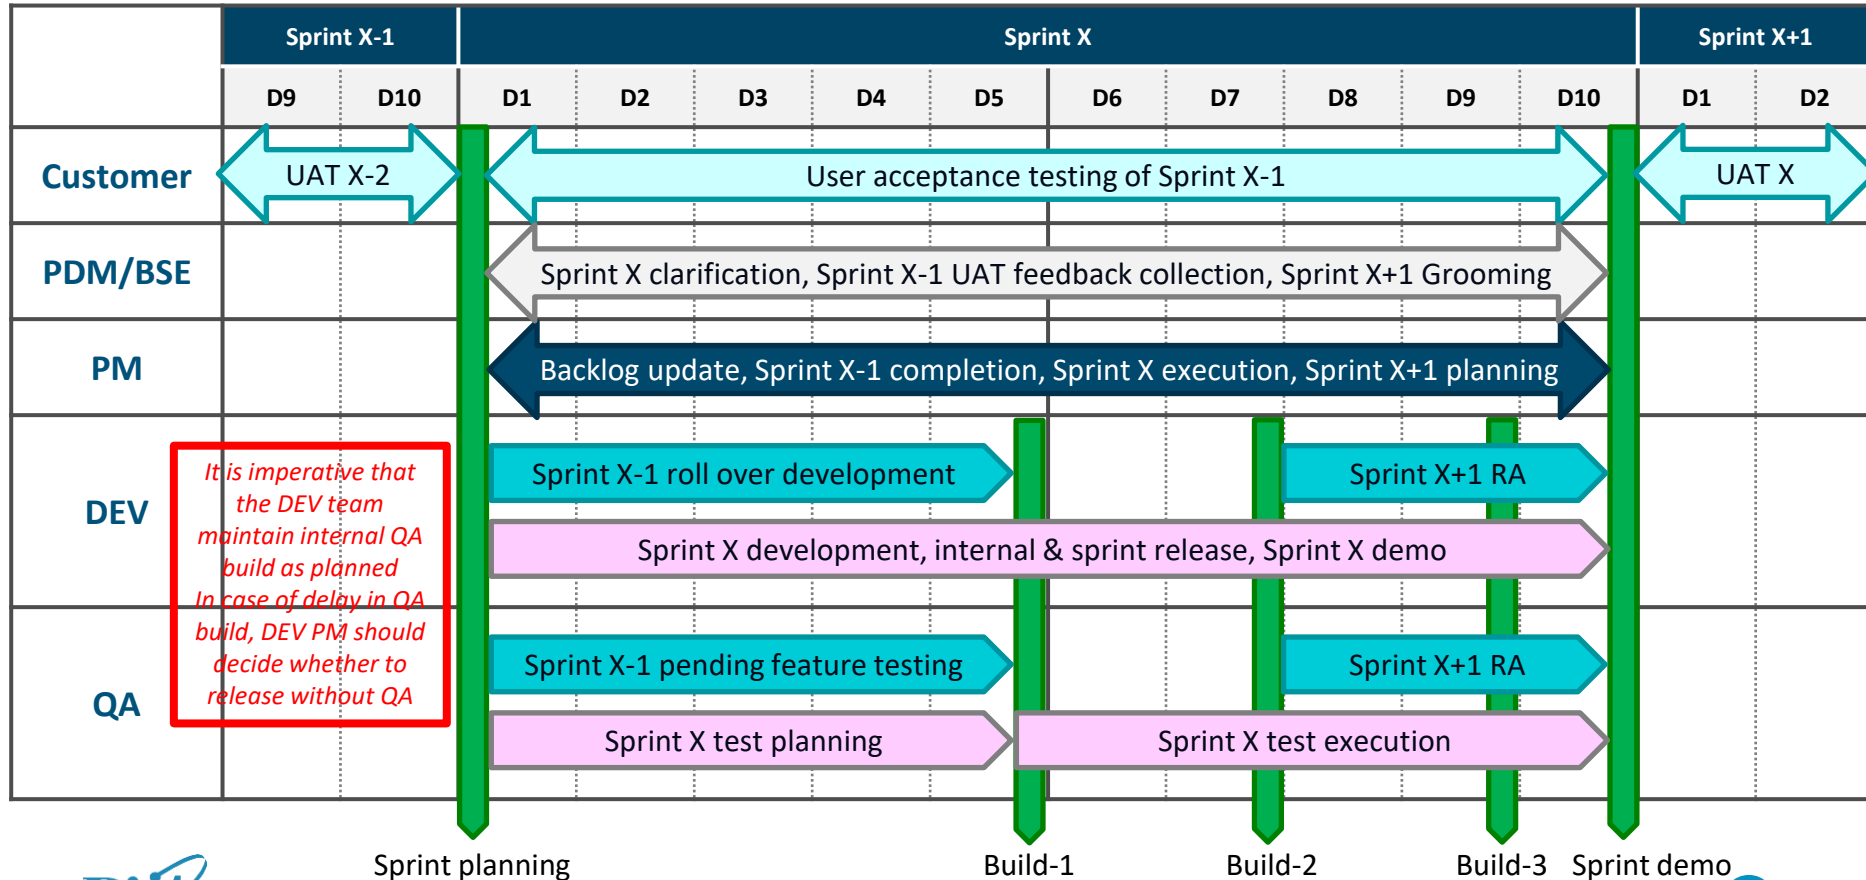 Sprint X-1
Sprint X
Sprint X+1
D9
D10
D1
D2
D3
D4
D5
D6
D7
D8
D9
D10
D1
D2
Customer
UAT X-2
User acceptance testing of Sprint X-1
UAT X
PDM/BSE
Sprint X clarification, Sprint X-1 UAT feedback collection, Sprint X+1 Grooming
PM
Backlog update, Sprint X-1 completion, Sprint X execution, Sprint X+1 planning
DEV
It is imperative that
the DEV team
maintain internal QA
build as planned
In case of delay in QA
build, DEV PM should
decide whether to
release without QA
Sprint X-1 roll over development
Sprint X+1 RA
Sprint X development, internal & sprint release, Sprint X demo
QA
Sprint X-1 pending feature testing
Sprint X+1 RA
Sprint X test planning
Sprint X test execution
Sprint planning
Build-1
Build-2
Build-3
Sprint demo